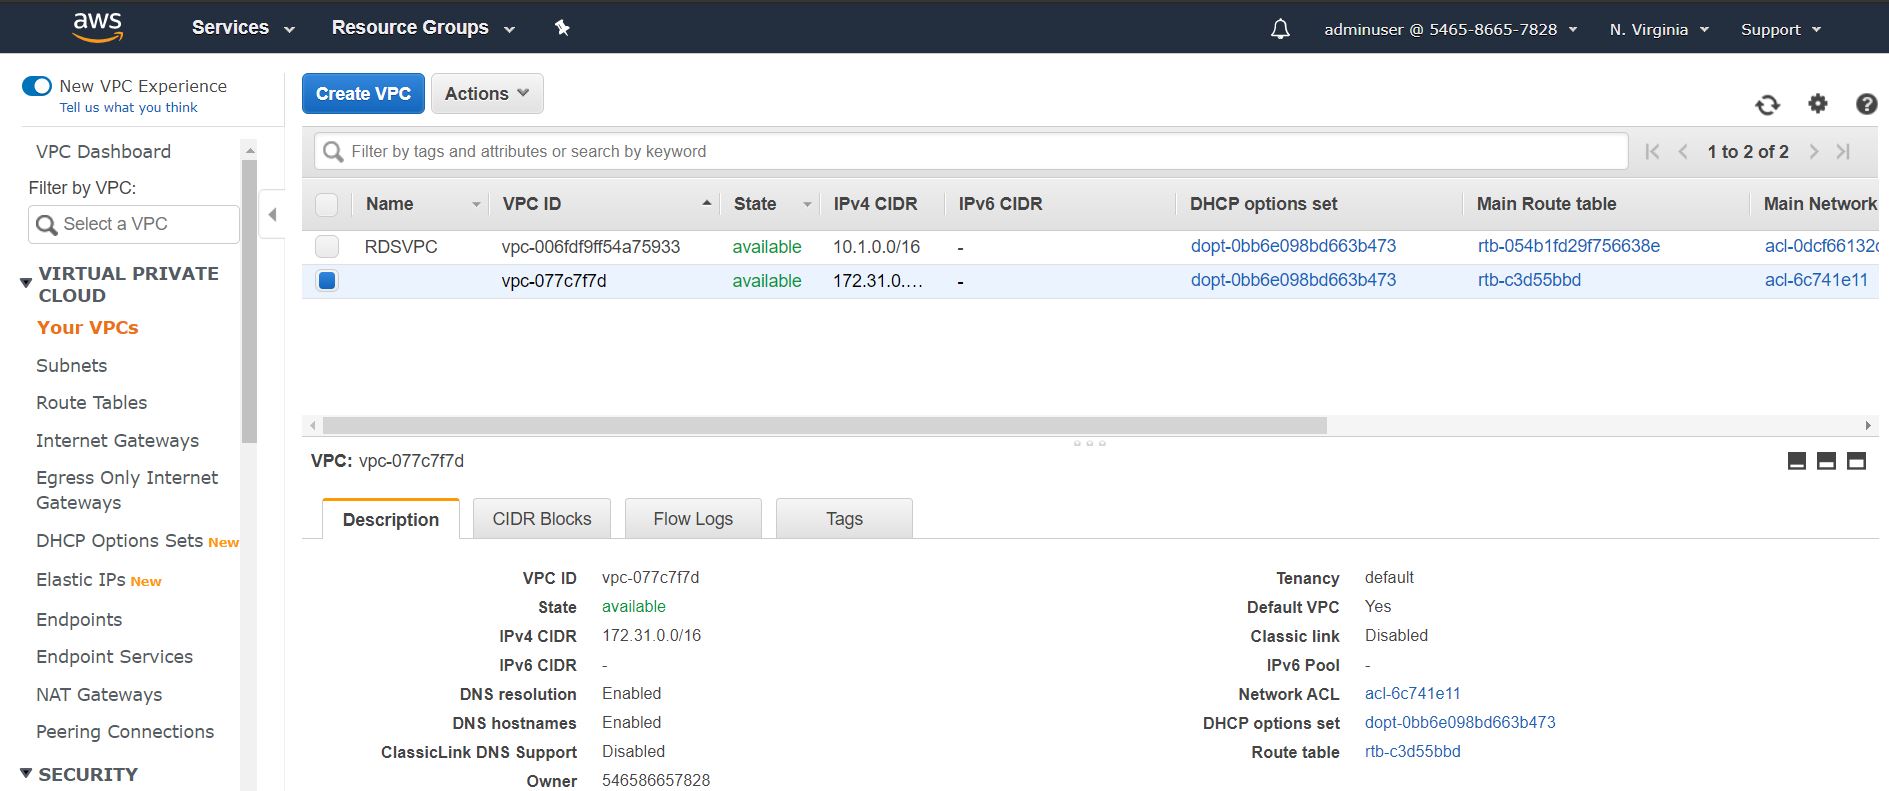 aws
Services
Resource Groups
adminuser @ 5465-8665-7828
N. Virginia
Support
New VPC Experience
Tell us what you think
VPC Dashboard
Filter by VPC:
Select a VPC
VIRTUAL PRIVATE
CLOUD
Your VPCs
Subnets
Route Tables
Internet Gateways
Egress Only Internet
Gateways
DHCP Options Sets New
Elastic IPs New
Endpoints
Endpoint Services
NAT Gateways
Peering Connections
SECURITY
Create VPC
Actions
Filter by tags and attributes or search by keyword
1 to 2 of 2
Name VPC ID State IPv4 CIDR IPv6 CIDR DHCP options set Main Route table Main Network
RDSVPC vpc-006fdf9ff54a75933 available 10.1.0.0/16 - dopt-0bb6e098bd663b473 rtb-054b1fd29f756638e acl-0dcf66132
vpc-077c7f7d available 172.31.0.… - dopt-0bb6e098bd663b473 rtb-c3d55bbd acl-6c741e11
VPC: vpc-077c7f7d
Description CIDR Blocks Flow Logs Tags
VPC ID vpc-077c7f7d
State available
IPv4 CIDR 172.31.0.0/16
IPv6 CIDR -
DNS resolution Enabled
DNS hostnames Enabled
ClassicLink DNS Support Disabled
Owner 546586657828
Tenancy default
Default VPC Yes
Classic link Disabled
IPv6 Pool -
Network ACL acl-6c741e11
DHCP options set dopt-0bb6e098bd663b473
Route table rtb-c3d55bbd